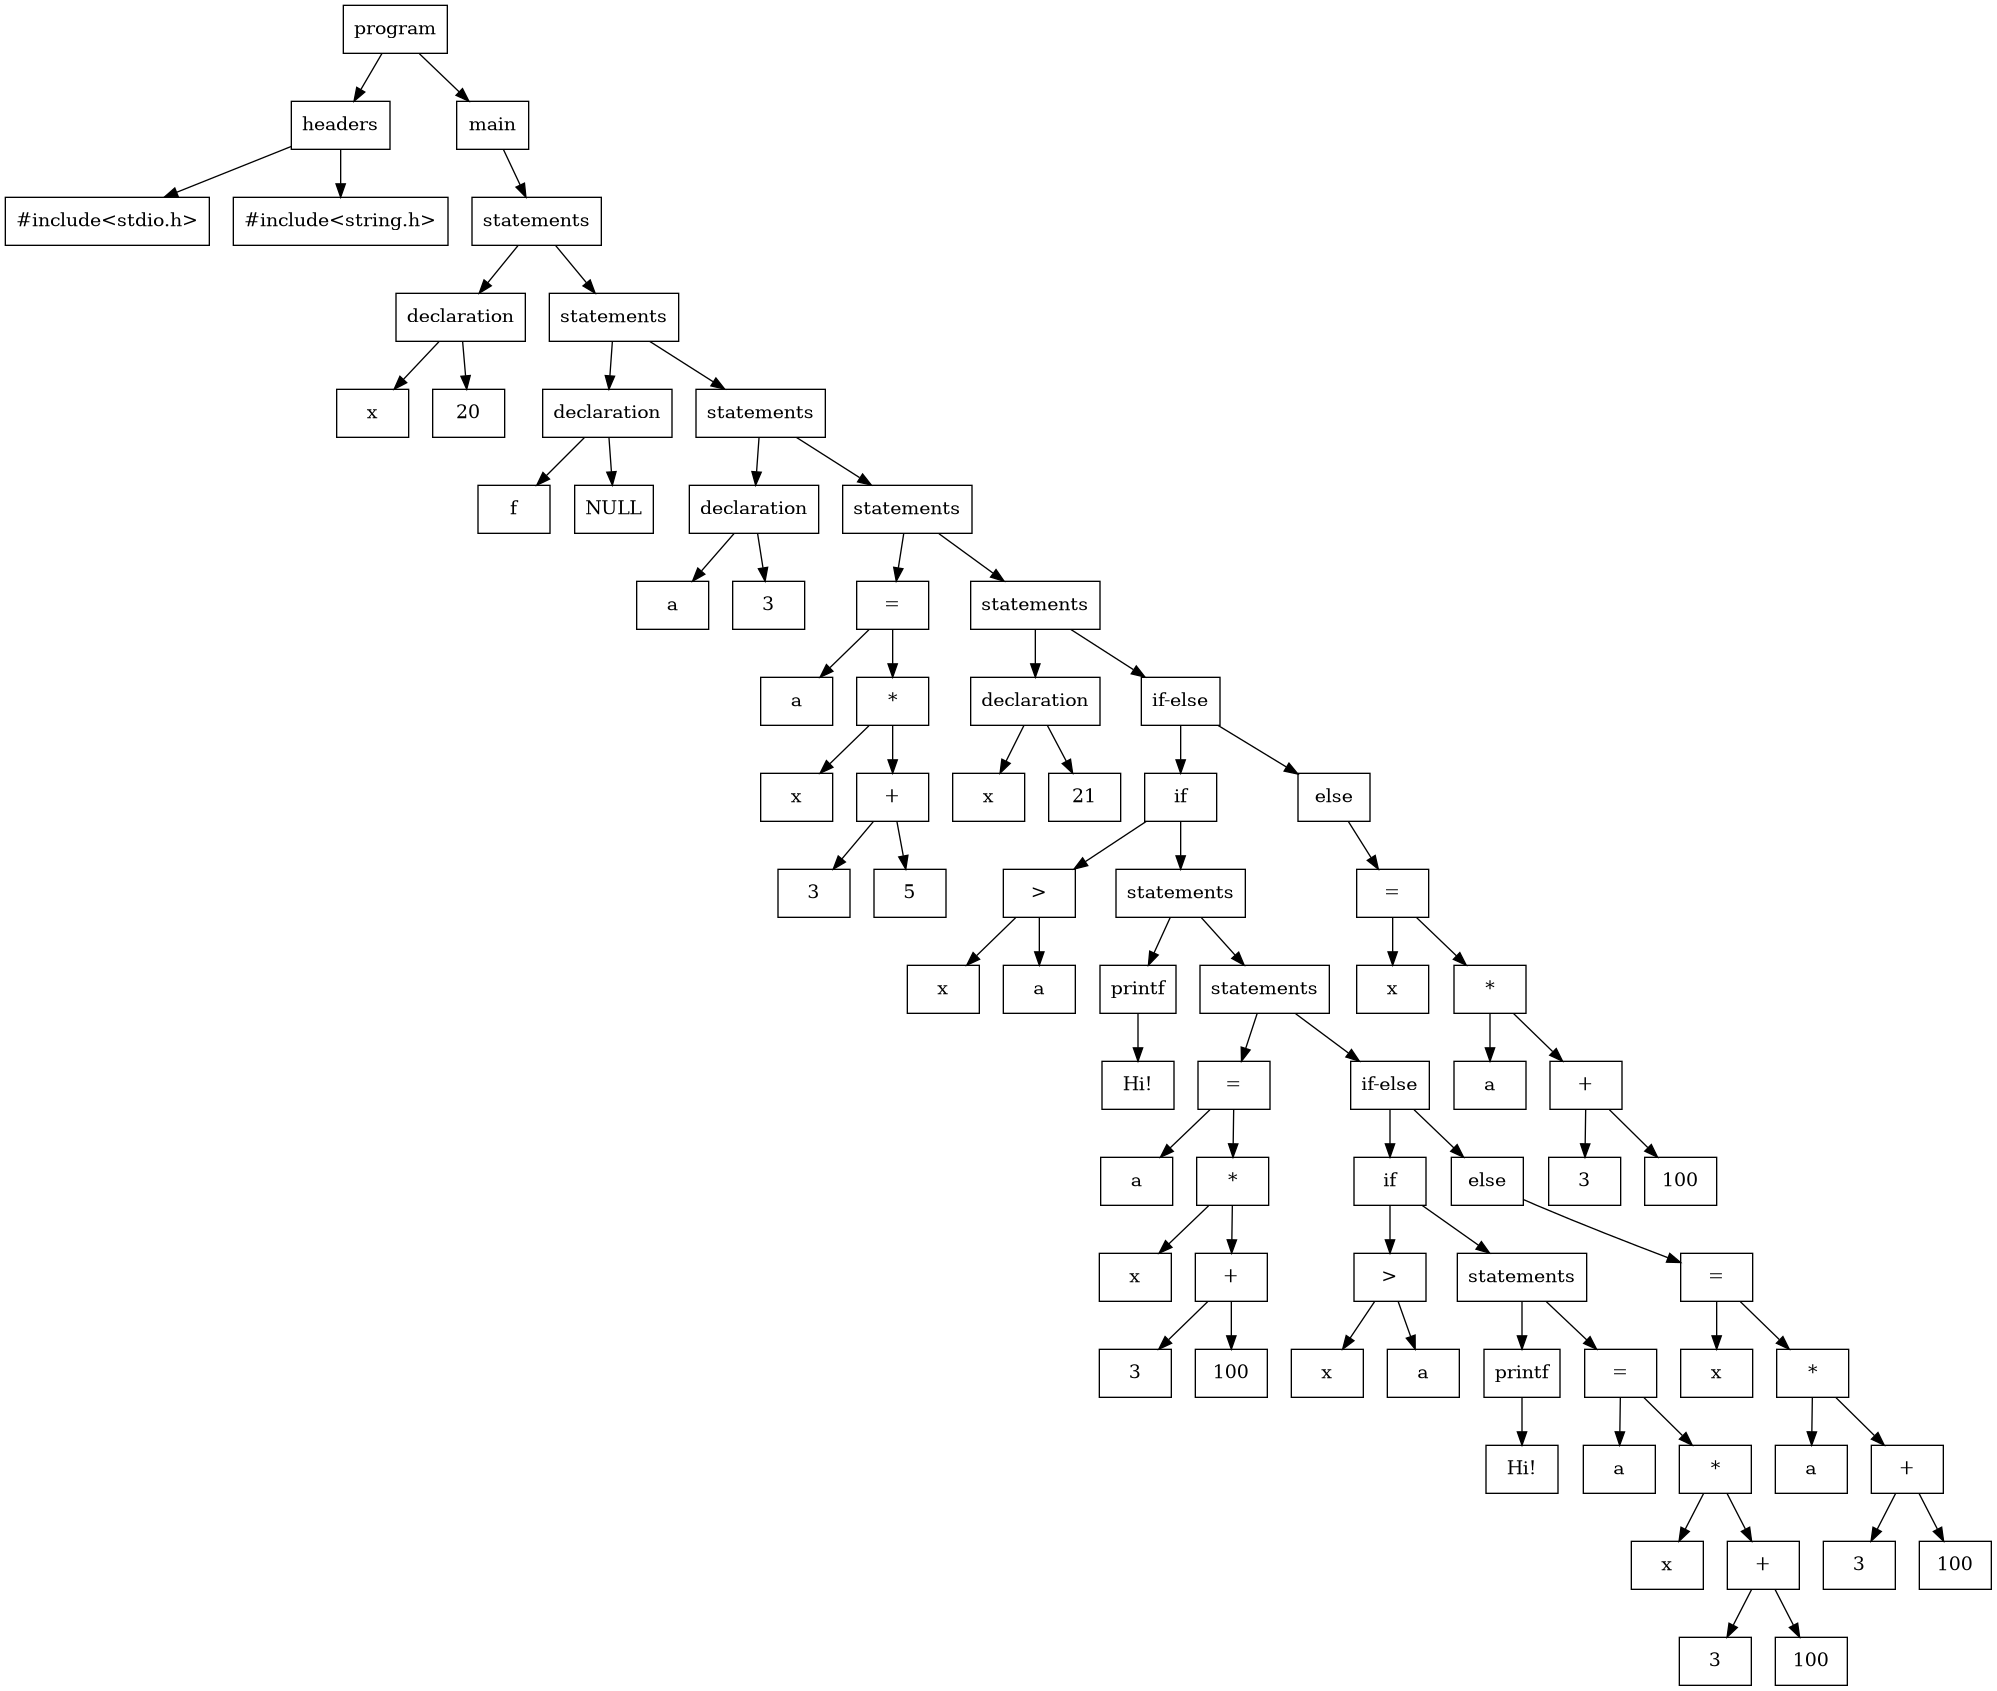 program
headers
main
#include<stdio.h>
#include<string.h>
statements
declaration
statements
x
20
declaration
statements
f
NULL
declaration
statements
a
3
=
statements
a
*
declaration
if-else
x
+
x
21
if
else
3
5
>
statements
=
x
a
printf
statements
x
*
Hi!
=
if-else
a
+
a
*
if
else
3
100
x
+
>
statements
=
3
100
x
a
printf
=
x
*
Hi!
a
*
a
+
x
+
3
100
3
100